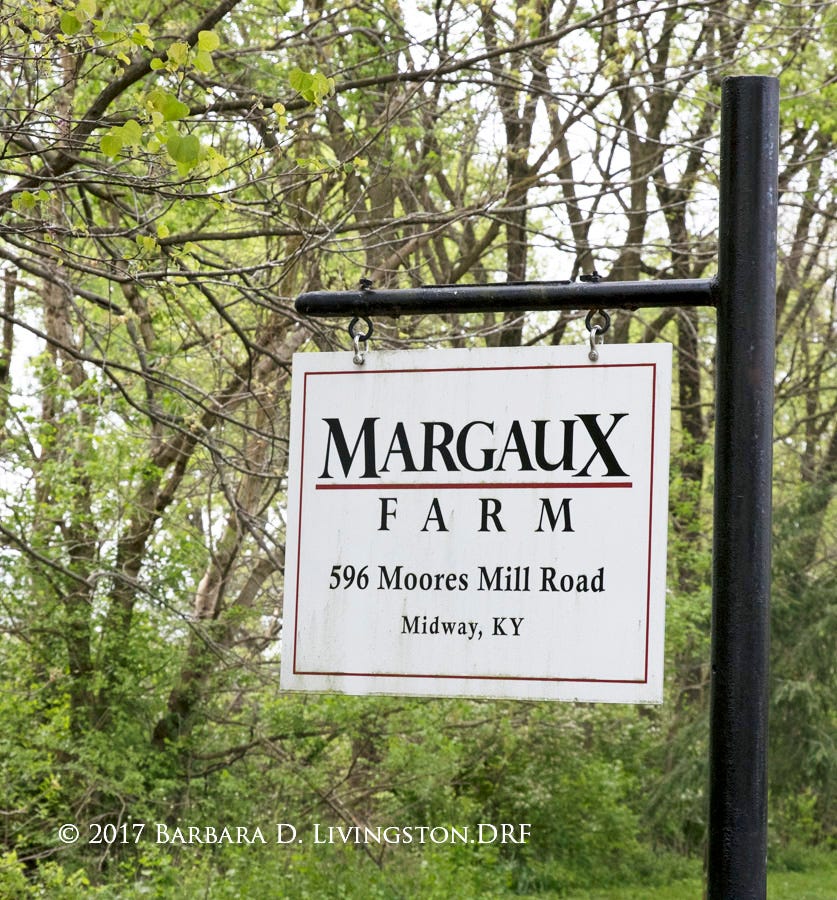 MARGAUX
FARM
596 Moores Mill Road
Midway, KY
© 2017 Barbara D. Livingston.DRF